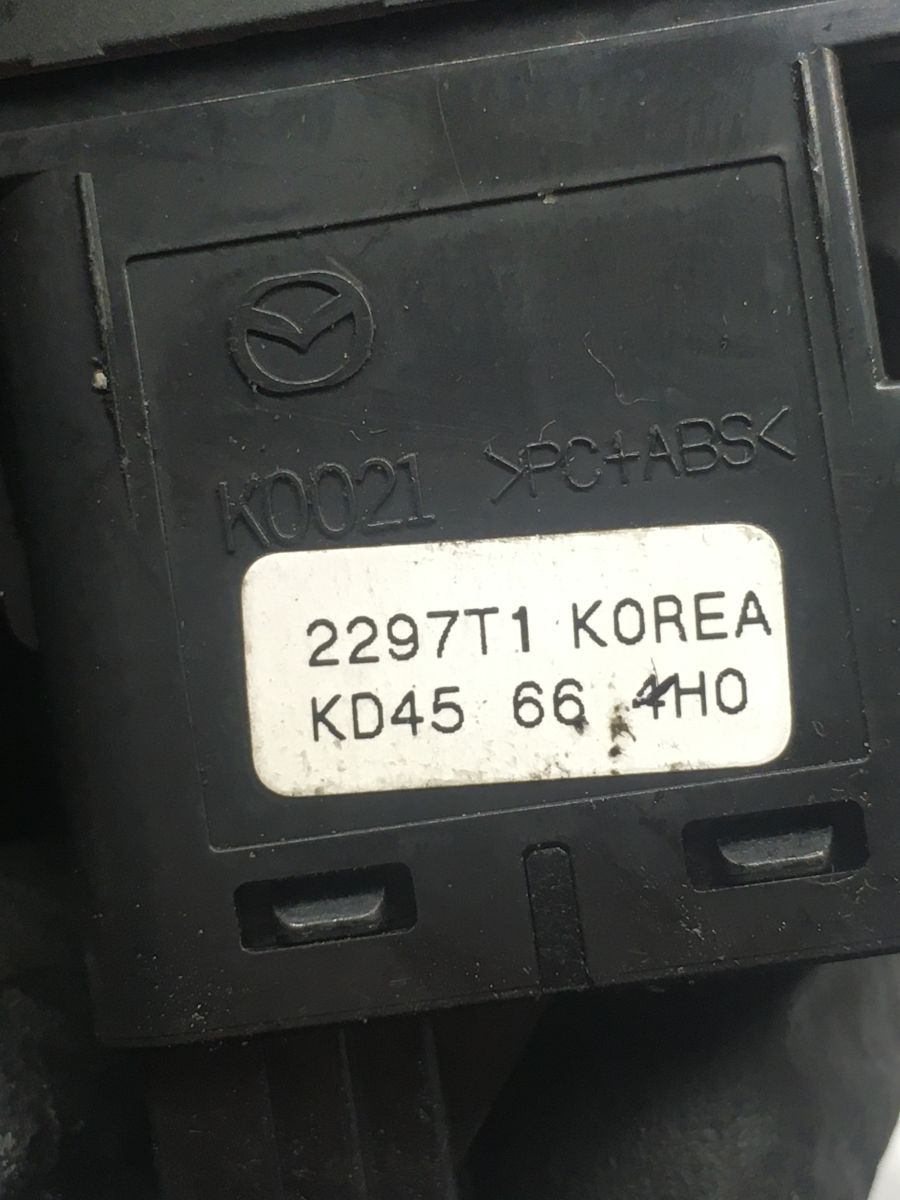 K0021 >PC+ABS<
2297T1 KOREA
KD45 66 4H0